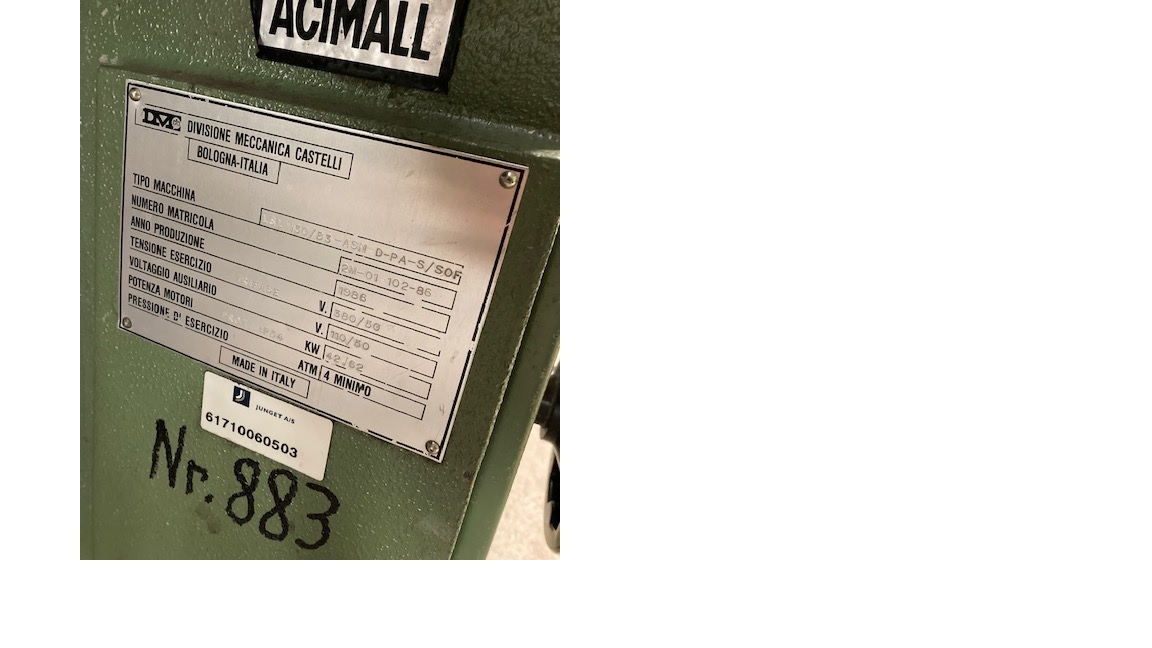 ACIMALL
DMC DIVISIONE MECCANICA CASTELLI
BOLOGNA-ITALIA
TIPO MACCHINA D-PA-S/SOF
NUMERO MATRICOLA 2M-01 102-86
ANNO PRODUZIONE 1986
TENSIONE ESERCIZIO V. 380/50
VOLTAGGIO AUSILIARIO V. 110/50
POTENZA MOTORI KW
PRESSIONE D'ESERCIZIO ATM 4 MINIMO
MADE IN ITALY
JUNGET A/S
61710060503
Nr. 883